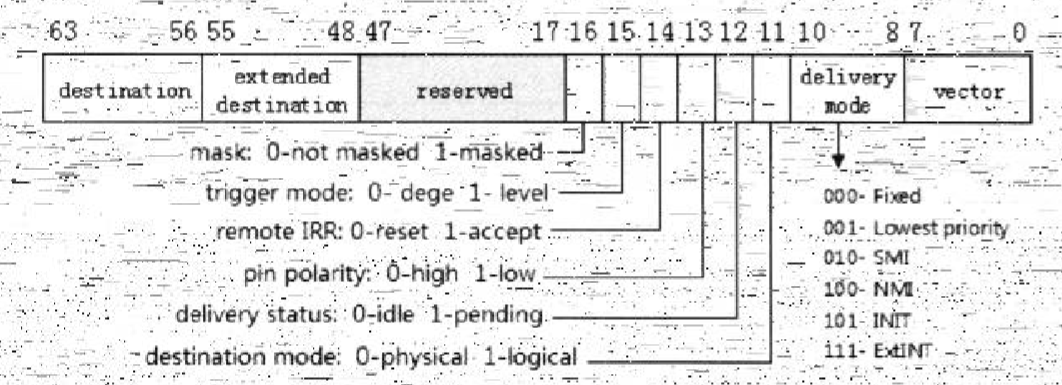 63 56 55 48 47 17 16 15 14 13 12 11 10 8 7 0
destination
extended
destination
reserved
delivery
mode
vector
mask: 0-not masked 1-masked
trigger mode: 0- dege 1- level
remote IRR: 0-reset 1-accept
pin polarity: 0-high 1-low
delivery status: 0-idle 1-pending
destination mode: 0-physical 1-logical
000- Fixed
001- Lowest priority
010- SMI
100- NMI
101- INIT
111- ExtINT